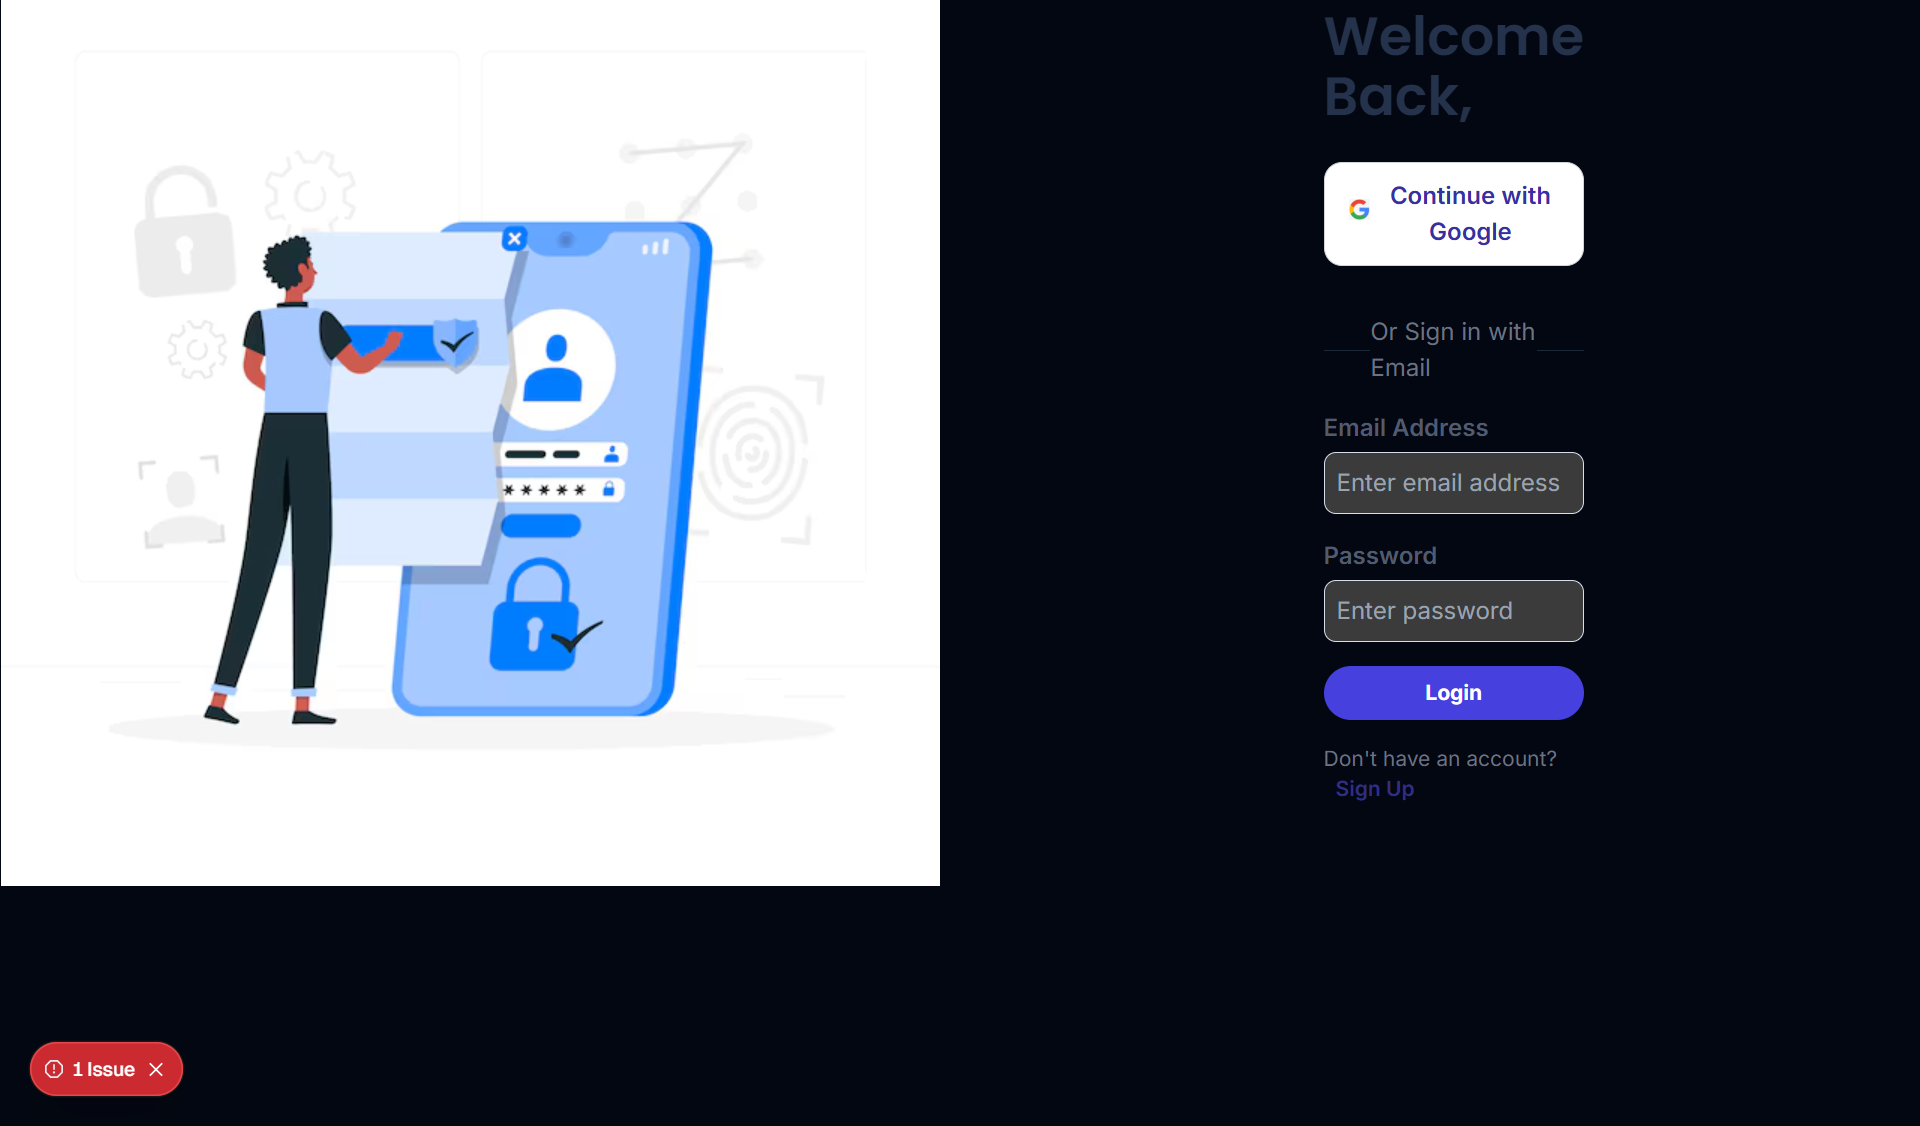 Welcome
Back,
Continue with
Google
Or Sign in with
Email
Email Address
Enter email address
Password
Enter password
Login
Don't have an account?
Sign Up
1 Issue